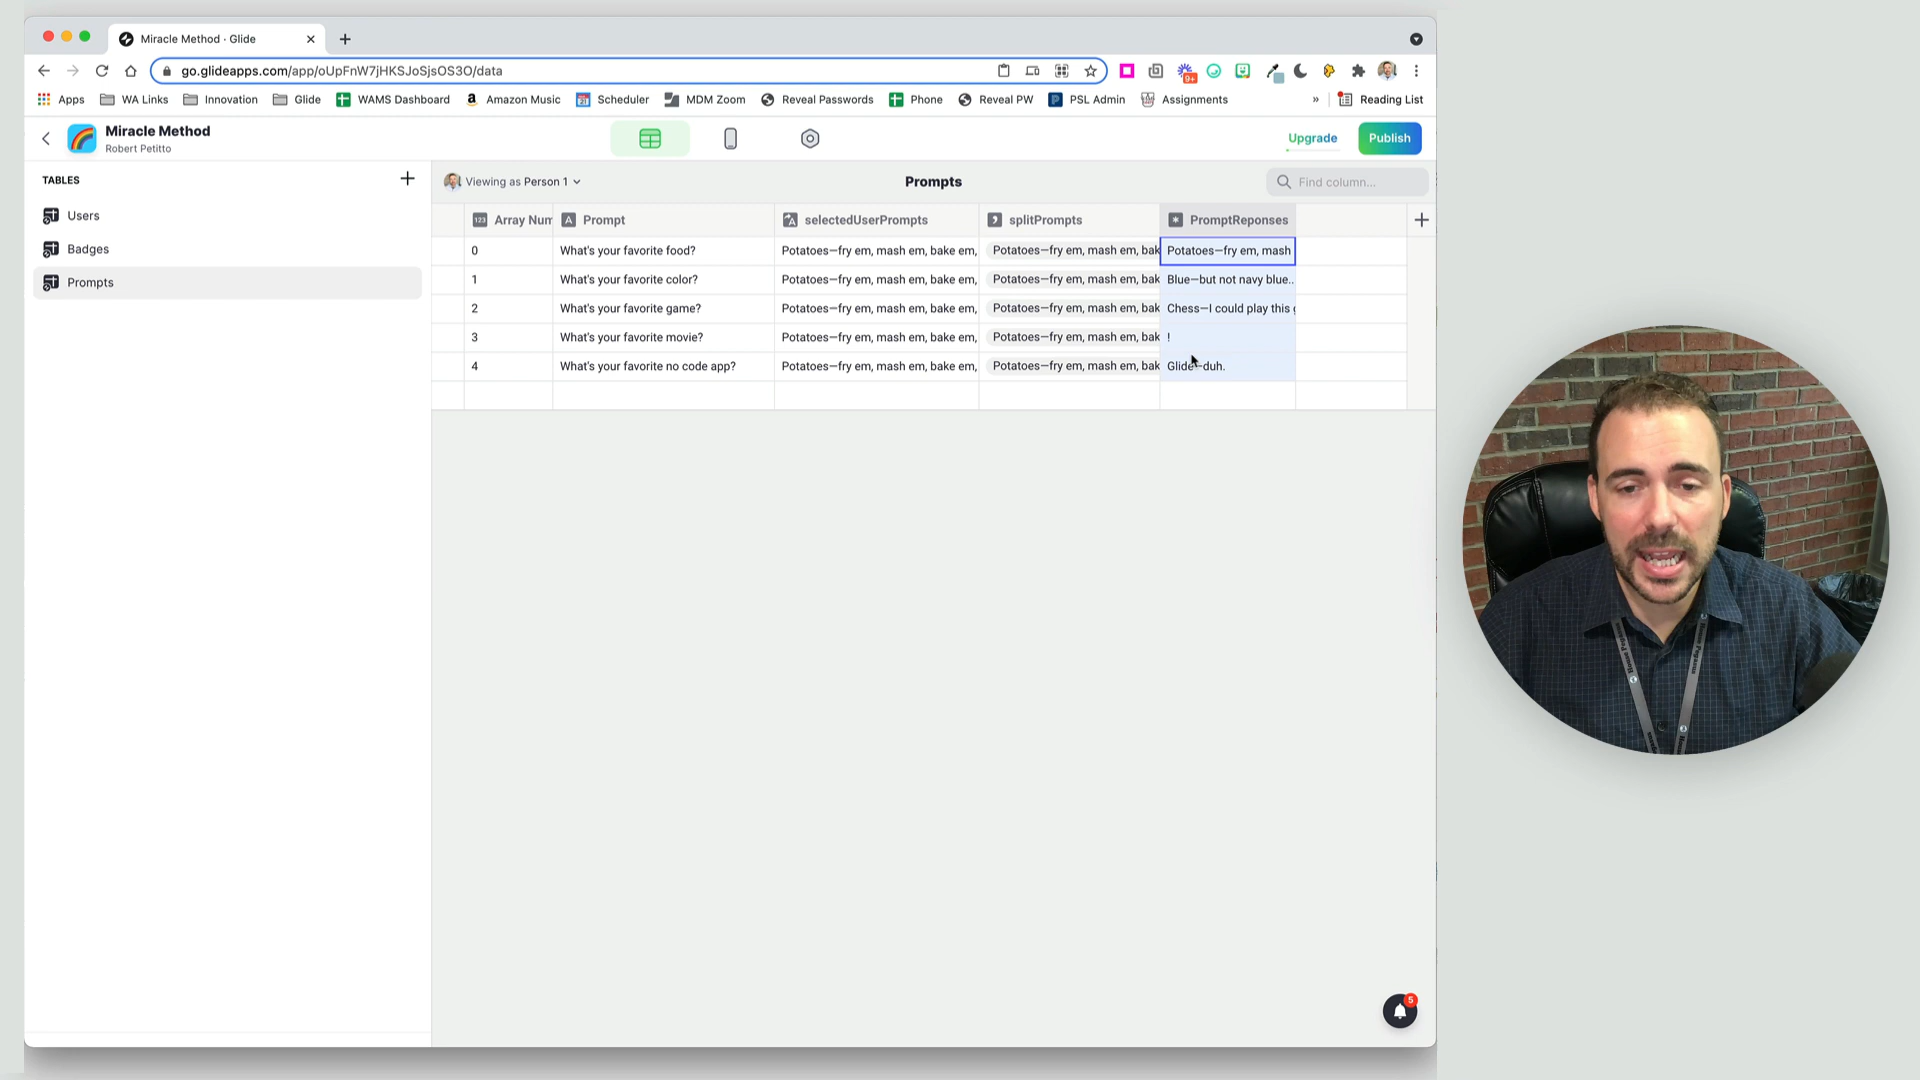 Miracle Method · Glide
go.glideapps.com/app/oUpFnW7jHKSJoSjsOS3O/data
9+
Apps WA Links Innovation Glide WAMS Dashboard Amazon Music Scheduler MDM Zoom Reveal Passwords Phone Reveal PW PSL Admin Assignments » Reading List
Miracle Method
Robert Petitto
Upgrade
Publish
TABLES
Users
Badges
Prompts
Viewing as Person 1
Prompts
Find column...
Array Num Prompt selectedUserPrompts splitPrompts PromptReponses
0 What's your favorite food? Potatoes—fry em, mash em, bake em, Potatoes—fry em, mash em, bak Potatoes—fry em, mash
1 What's your favorite color? Potatoes—fry em, mash em, bake em, Potatoes—fry em, mash em, bak Blue—but not navy blue..
2 What's your favorite game? Potatoes—fry em, mash em, bake em, Potatoes—fry em, mash em, bak Chess—I could play this
3 What's your favorite movie? Potatoes—fry em, mash em, bake em, Potatoes—fry em, mash em, bak !
4 What's your favorite no code app? Potatoes—fry em, mash em, bake em, Potatoes—fry em, mash em, bak Glide—duh.
5